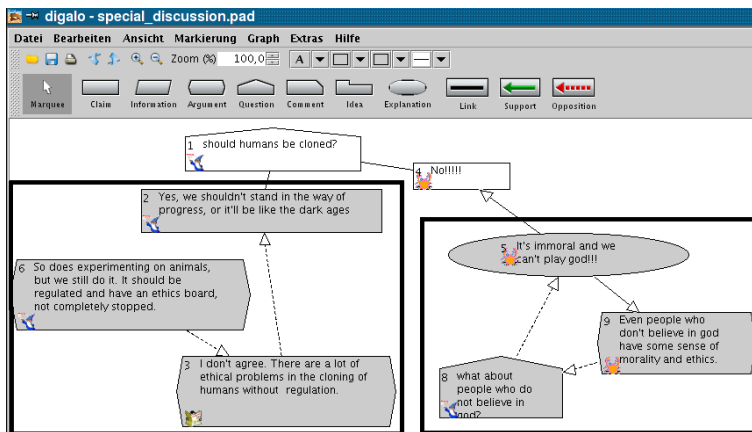 digalo - special_discussion.pad
Datei Bearbeiten Ansicht Markierung Graph Extras Hilfe
Zoom (%) 100,0 A
Marquee Claim Information Argument Question Comment Idea Explanation Link Support Opposition
1 should humans be cloned?
4 No!!!!!
2 Yes, we shouldn't stand in the way of
progress, or it'll be like the dark ages
5 It's immoral and we
can't play god!!!
6 So does experimenting on animals,
but we still do it. It should be
regulated and have an ethics board,
not completely stopped.
9 Even people who
don't believe in god
have some sense of
morality and ethics.
3 I don't agree. There are a lot of
ethical problems in the cloning of
humans without regulation.
8 what about
people who do
not believe in
god?